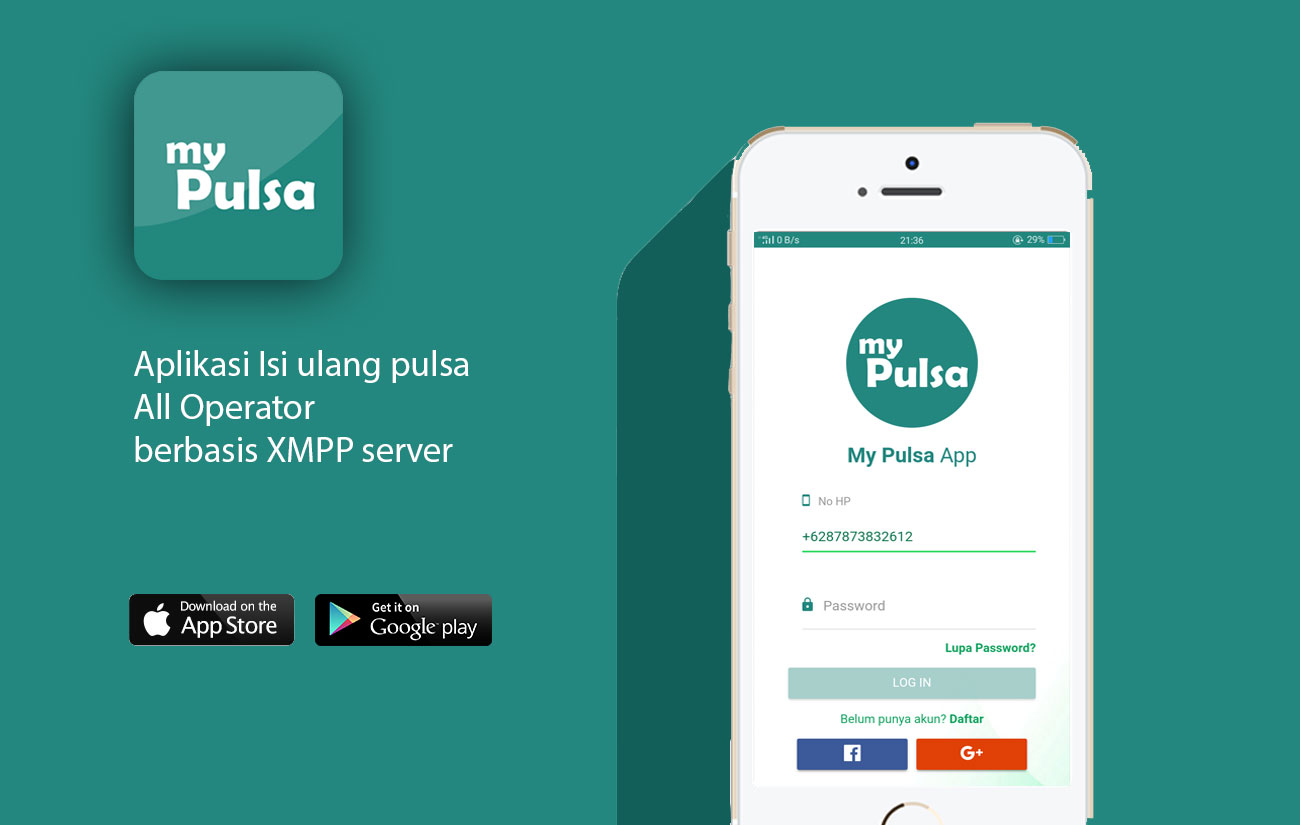 my
Pulsa
Aplikasi Isi ulang pulsa
All Operator
berbasis XMPP server
Download on the
App Store
Get it on
Google play
0 B/s 21:36 29%
my
Pulsa
My Pulsa App
No HP
+6287873832612
Password
Lupa Password?
LOG IN
Belum punya akun? Daftar
G+